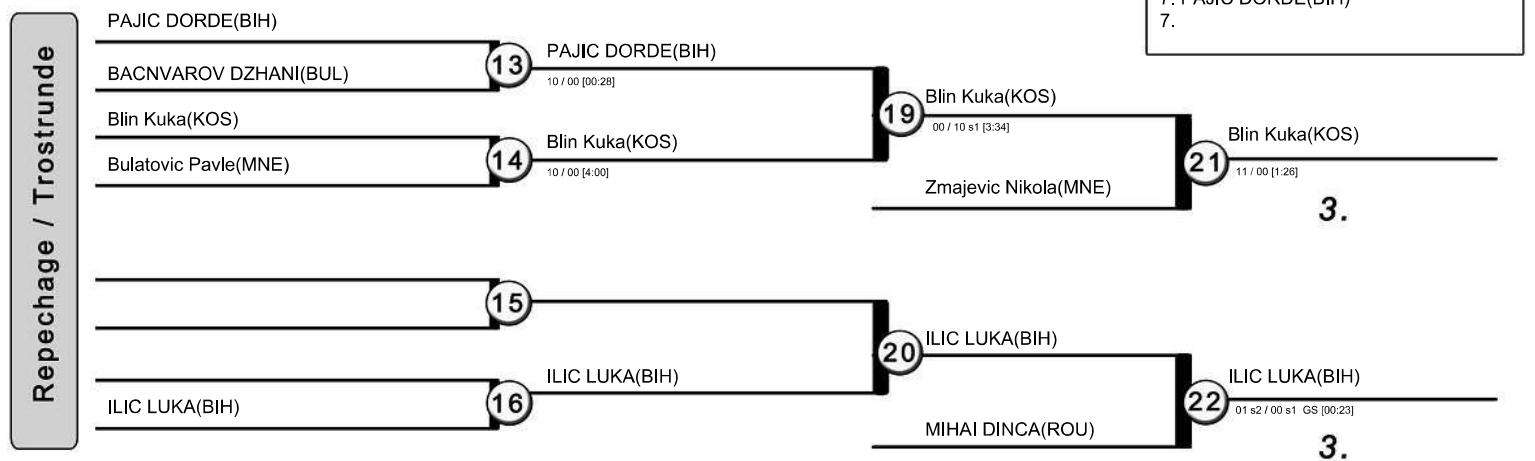 Repechage / Trostrunde
7. PAJIC DORDE(BIH)
7.
PAJIC DORDE(BIH)
BACNVAROV DZHANI(BUL)
13
PAJIC DORDE(BIH)
10 / 00 [00:28]
Blin Kuka(KOS)
Bulatovic Pavle(MNE)
14
Blin Kuka(KOS)
10 / 00 [4:00]
19
Blin Kuka(KOS)
00 / 10 s1 [3:34]
Zmajevic Nikola(MNE)
21
Blin Kuka(KOS)
11 / 00 [1:26]
3.
15
ILIC LUKA(BIH)
16
ILIC LUKA(BIH)
20
ILIC LUKA(BIH)
MIHAI DINCA(ROU)
22
ILIC LUKA(BIH)
01 s2 / 00 s1 GS [00:23]
3.